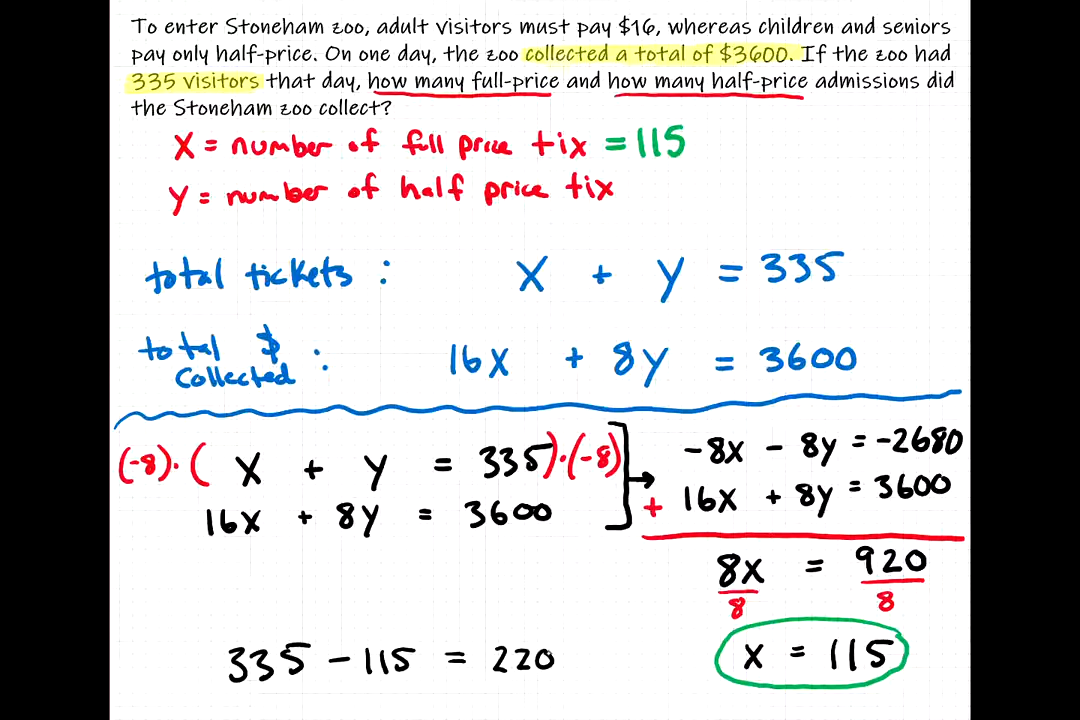 To enter Stoneham zoo, adult visitors must pay $16, whereas children and seniors
pay only half-price. On one day, the zoo collected a total of $3600. If the zoo had
335 visitors that day, how many full-price and how many half-price admissions did
the Stoneham zoo collect?
X = number of full price tix = 115
Y = number of half price tix
total tickets : X + Y = 335
total $ collected : 16X + 8Y = 3600
(-8)·( X + Y = 335)·(-8)
16X + 8Y = 3600
-8X - 8Y = -2680
+ 16X + 8Y = 3600
8X = 920
8 8
X = 115
335 - 115 = 220